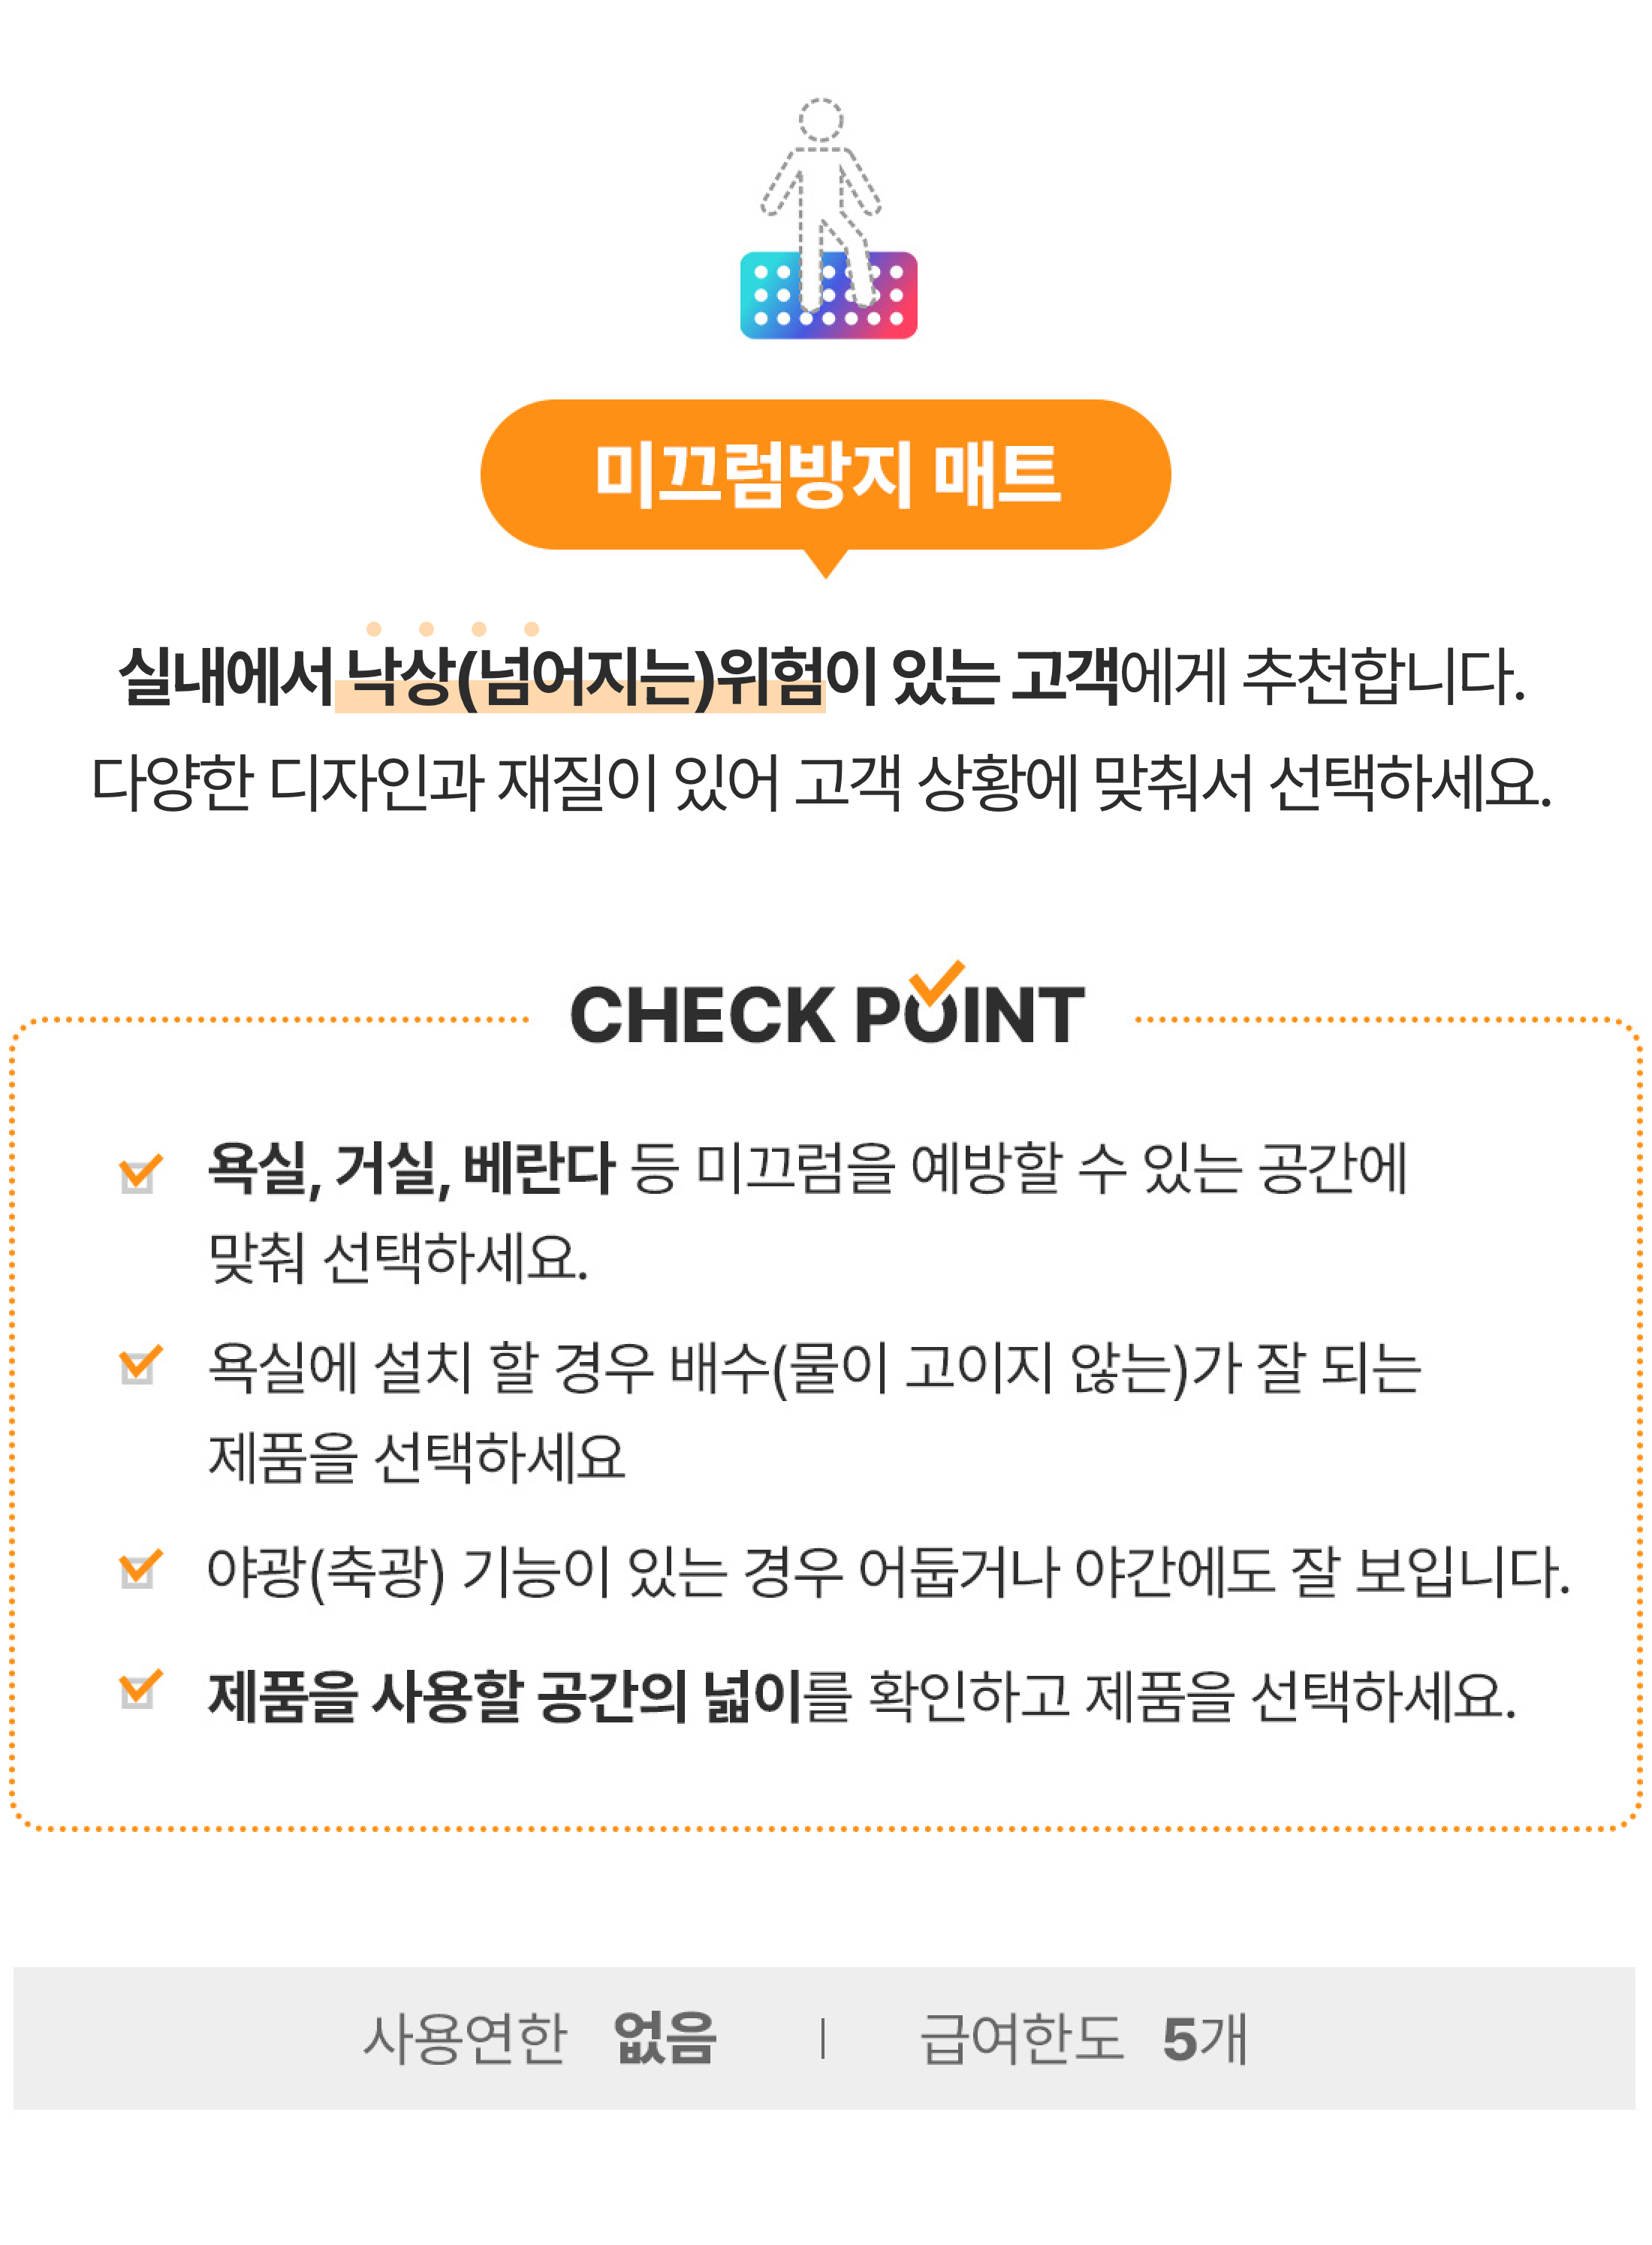 미끄럼방지 매트
실내에서 낙상(넘어지는)위험이 있는 고객에게 추천합니다.
다양한 디자인과 재질이 있어 고객 상황에 맞춰서 선택하세요.
CHECK POINT
욕실, 거실, 베란다 등 미끄럼을 예방할 수 있는 공간에
맞춰 선택하세요.
욕실에 설치 할 경우 배수(물이 고이지 않는)가 잘 되는
제품을 선택하세요
야광(축광) 기능이 있는 경우 어둡거나 야간에도 잘 보입니다.
제품을 사용할 공간의 넓이를 확인하고 제품을 선택하세요.
사용연한 없음 | 급여한도 5개